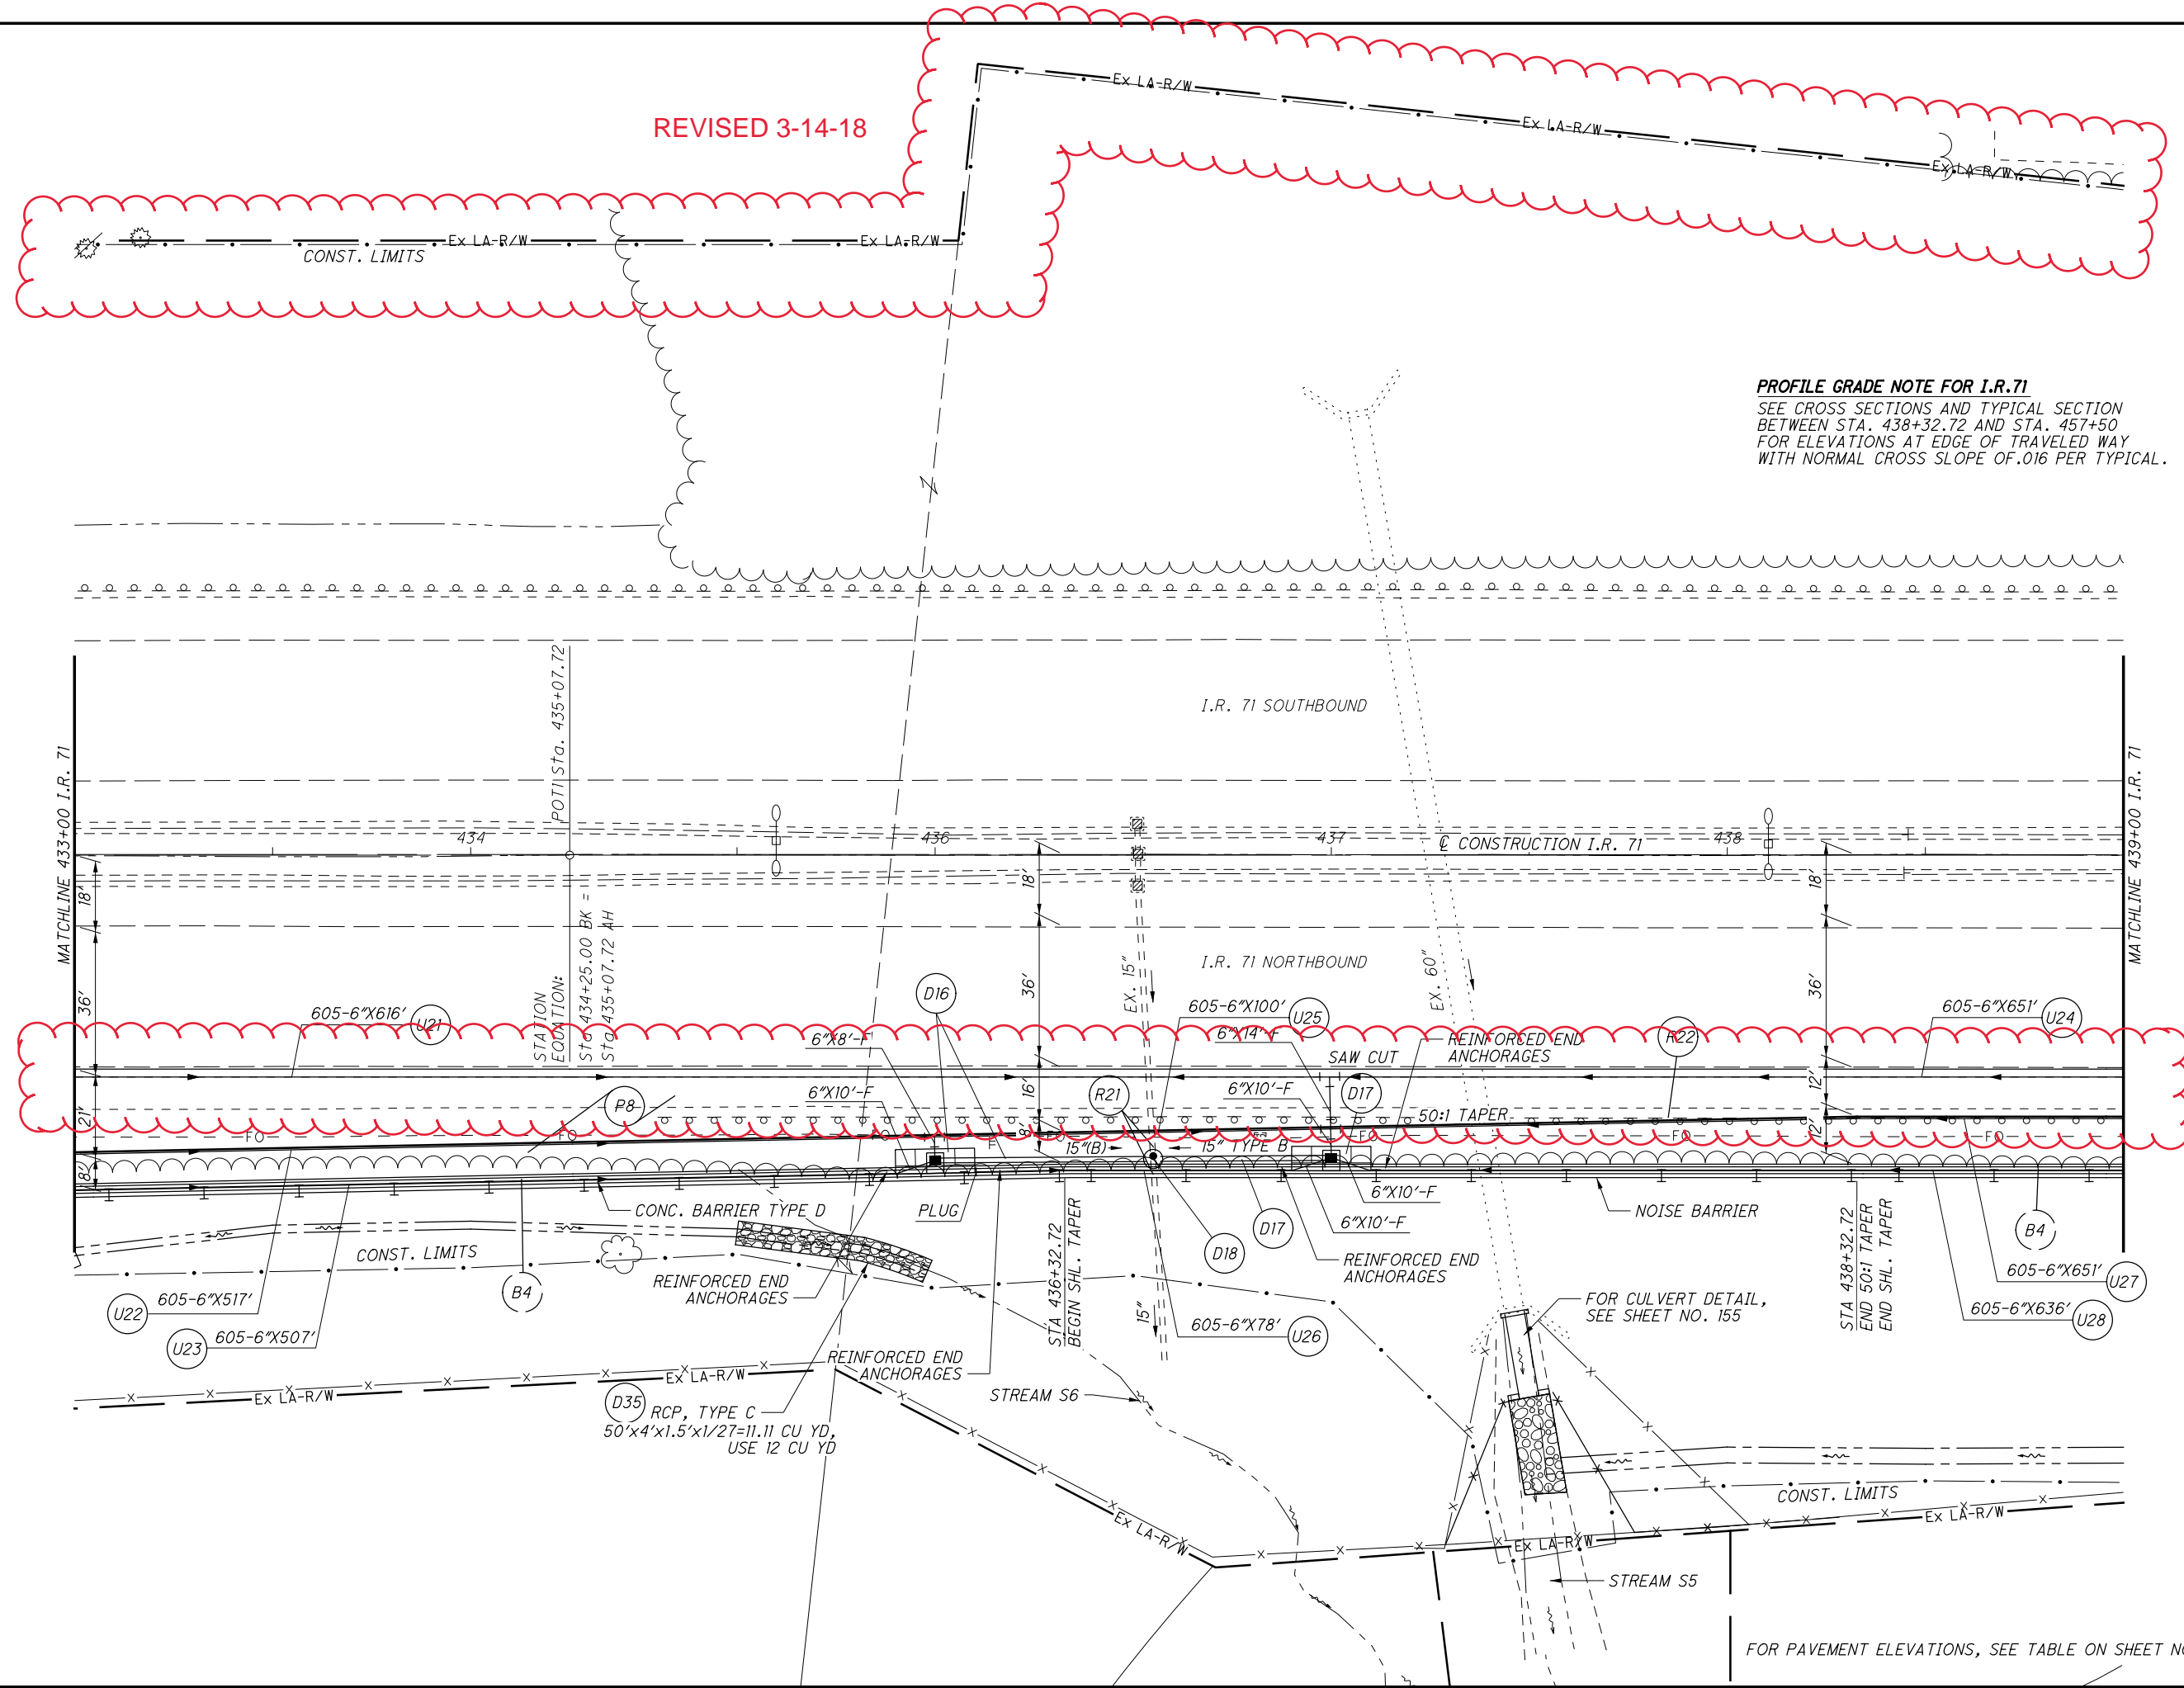 REVISED 3-14-18
Ex LA-R/W
Ex LA-R/W
Ex LA-R/W
Ex LA-R/W
Ex LA-R/W
CONST. LIMITS
PROFILE GRADE NOTE FOR I.R.71
SEE CROSS SECTIONS AND TYPICAL SECTION
BETWEEN STA. 438+32.72 AND STA. 457+50
FOR ELEVATIONS AT EDGE OF TRAVELED WAY
WITH NORMAL CROSS SLOPE OF.016 PER TYPICAL.
N
I.R. 71 SOUTHBOUND
MATCHLINE 433+00 I.R. 71
POT1 Sta. 435+07.72
MATCHLINE 439+00 I.R. 71
434
436
437
438
℄ CONSTRUCTION I.R. 71
18'
18'
18'
I.R. 71 NORTHBOUND
36'
36'
36'
STATION
EQUATION:
Sta 434+25.00 BK =
Sta 435+07.72 AH
EX. 15"
EX. 60"
605-6"X616'
U21
D16
605-6"X100'
U25
605-6"X651'
U24
6"X8'-F
6"X14'-F
REINFORCED END
ANCHORAGES
R22
SAW CUT
6"X10'-F
6"X10'-F
D17
P8
R21
50:1 TAPER
21'
16'
12'
8'
8'
12'
FO
FO
FO
FO
FO
FO
FO
15"(B)
15" TYPE B
CONC. BARRIER TYPE D
PLUG
6"X10'-F
6"X10'-F
NOISE BARRIER
D17
D18
B4
CONST. LIMITS
REINFORCED END
ANCHORAGES
REINFORCED END
ANCHORAGES
STA 436+32.72
BEGIN SHL. TAPER
STA 438+32.72
END 50:1 TAPER
END SHL. TAPER
605-6"X651'
U27
B4
605-6"X517'
U22
605-6"X507'
U23
15"
605-6"X78'
U26
FOR CULVERT DETAIL,
SEE SHEET NO. 155
605-6"X636'
U28
REINFORCED END
ANCHORAGES
Ex LA-R/W
Ex LA-R/W
STREAM S6
D35
RCP, TYPE C
50'x4'x1.5'x1/27=11.11 CU YD,
USE 12 CU YD
Ex LA-R/W
CONST. LIMITS
Ex LA-R/W
Ex LA-R/W
STREAM S5
FOR PAVEMENT ELEVATIONS, SEE TABLE ON SHEET